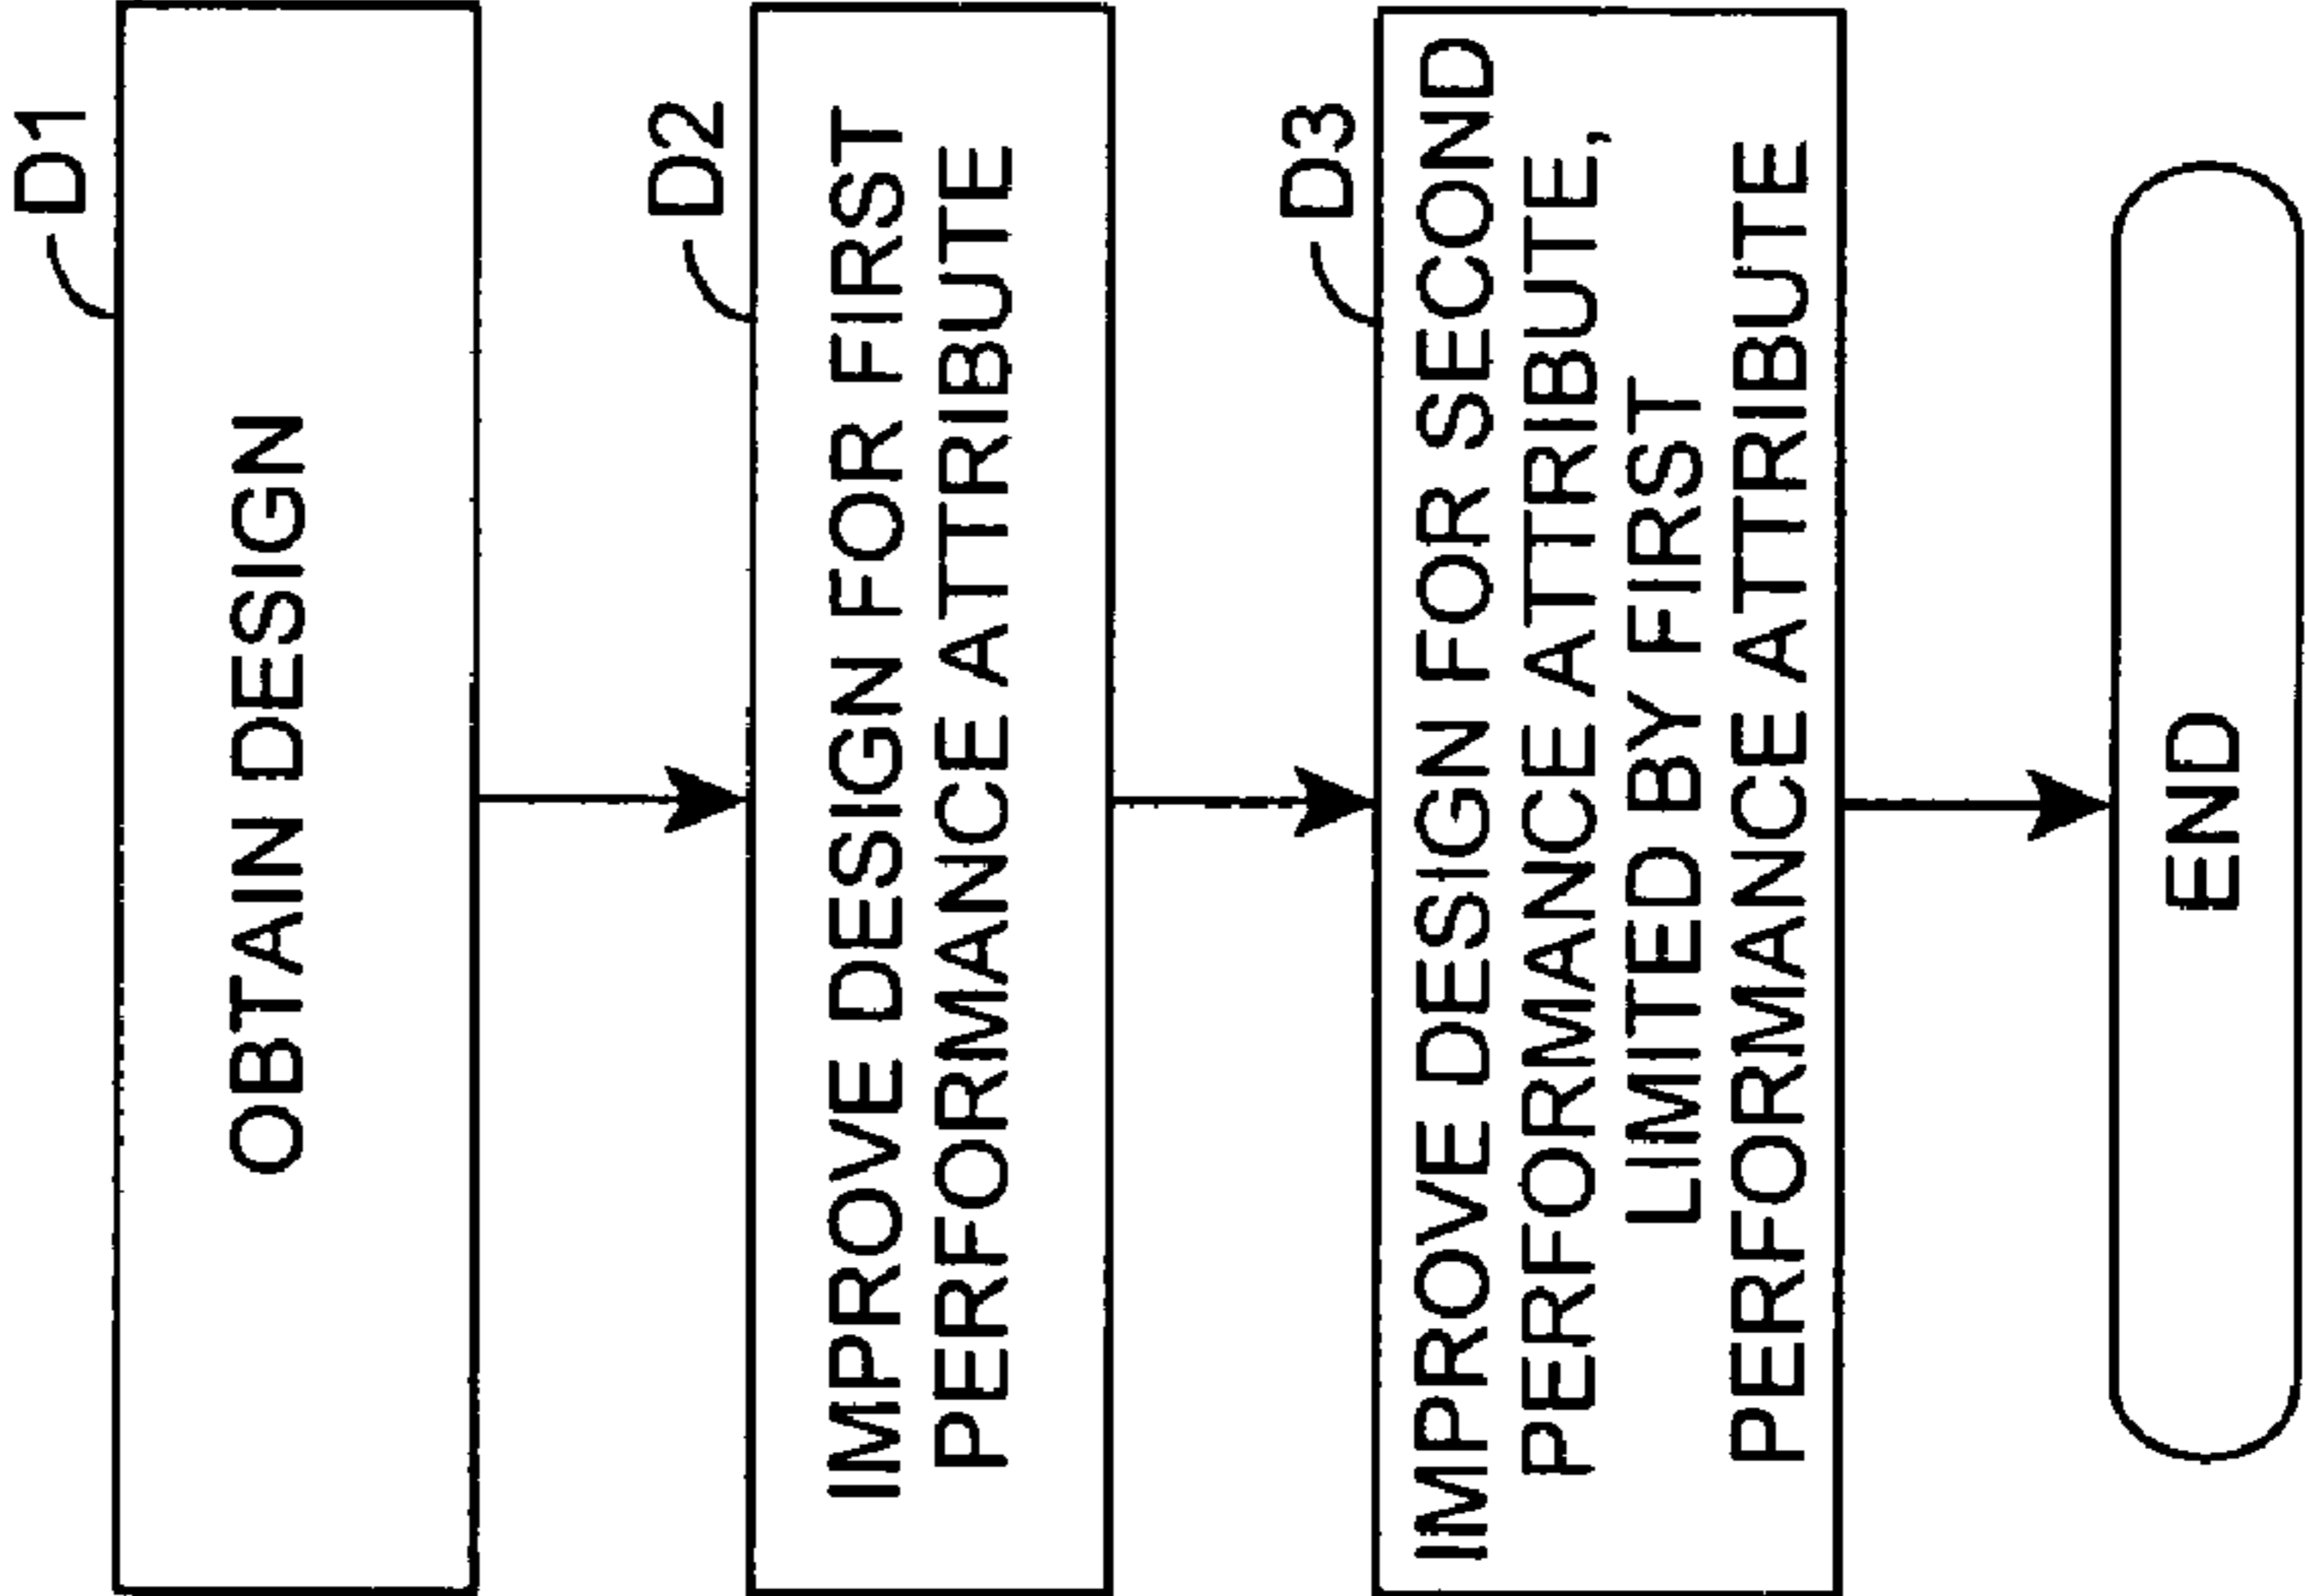 D1
OBTAIN DESIGN
D2
IMPROVE DESIGN FOR FIRST
PERFORMANCE ATTRIBUTE
D3
IMPROVE DESIGN FOR SECOND
PERFORMANCE ATTRIBUTE,
LIMITED BY FIRST
PERFORMANCE ATTRIBUTE
END